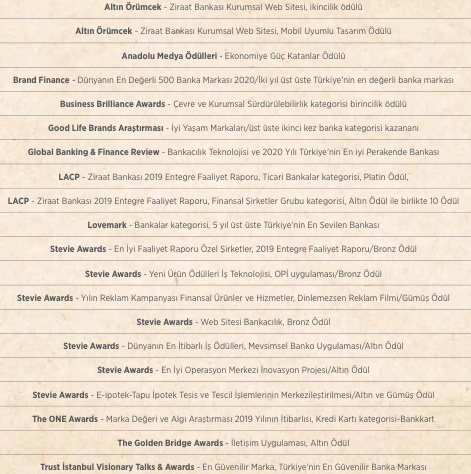 Altın Örümcek - Ziraat Bankası Kurumsal Web Sitesi, ikincilik ödülü
Altın Örümcek - Ziraat Bankası Kurumsal Web Sitesi, Mobil Uyumlu Tasarım Ödülü
Anadolu Medya Ödülleri - Ekonomiye Güç Katanlar Ödülü
Brand Finance - Dünyanın En Değerli 500 Banka Markası 2020/İki yıl üst üste Türkiye'nin en değerli banka markası
Business Brilliance Awards - Çevre ve Kurumsal Sürdürülebilirlik kategorisi birincilik ödülü
Good Life Brands Araştırması - İyi Yaşam Markaları/üst üste ikinci kez banka kategorisi kazananı
Global Banking & Finance Review - Bankacılık Teknolojisi ve 2020 Yılı Türkiye'nin En iyi Perakende Bankası
LACP - Ziraat Bankası 2019 Entegre Faaliyet Raporu, Ticari Bankalar kategorisi, Platin Ödül,
LACP - Ziraat Bankası 2019 Entegre Faaliyet Raporu, Finansal Şirketler Grubu kategorisi, Altın Ödül ile birlikte 10 Ödül
Lovemark - Bankalar kategorisi, 5 yıl üst üste Türkiye'nin En Sevilen Bankası
Stevie Awards - En İyi Faaliyet Raporu Özel Şirketler, 2019 Entegre Faaliyet Raporu/Bronz Ödül
Stevie Awards - Yeni Ürün Ödülleri İş Teknolojisi, OPİ uygulaması/Bronz Ödül
Stevie Awards - Yılın Reklam Kampanyası Finansal Ürünler ve Hizmetler, Dinlemezsen Reklam Filmi/Gümüş Ödül
Stevie Awards - Web Sitesi Bankacılık, Bronz Ödül
Stevie Awards - Dünyanın En İtibarlı İş Ödülleri, Mevsimsel Banko Uygulaması/Altın Ödül
Stevie Awards - En İyi Operasyon Merkezi İnovasyon Projesi/Altın Ödül
Stevie Awards - E-ipotek-Tapu İpotek Tesis ve Tescil İşlemlerinin Merkezileştirilmesi/Altın ve Gümüş Ödül
The ONE Awards - Marka Değeri ve Algı Araştırması 2019 Yılının İtibarlısı, Kredi Kartı kategorisi-Bankkart
The Golden Bridge Awards - İletişim Uygulaması, Altın Ödül
Trust İstanbul Visionary Talks & Awards - En Güvenilir Marka, Türkiye'nin En Güvenilir Banka Markası